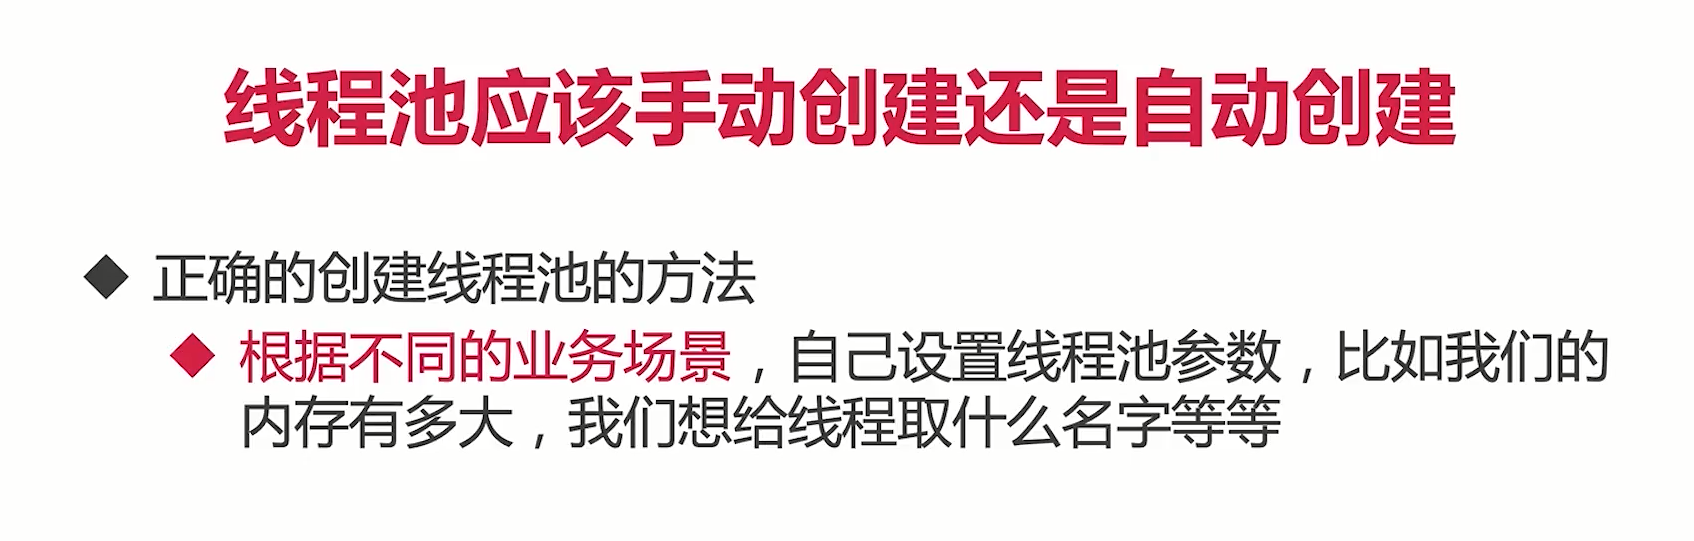 线程池应该手动创建还是自动创建
◆ 正确的创建线程池的方法
◆ 根据不同的业务场景，自己设置线程池参数，比如我们的
内存有多大，我们想给线程取什么名字等等